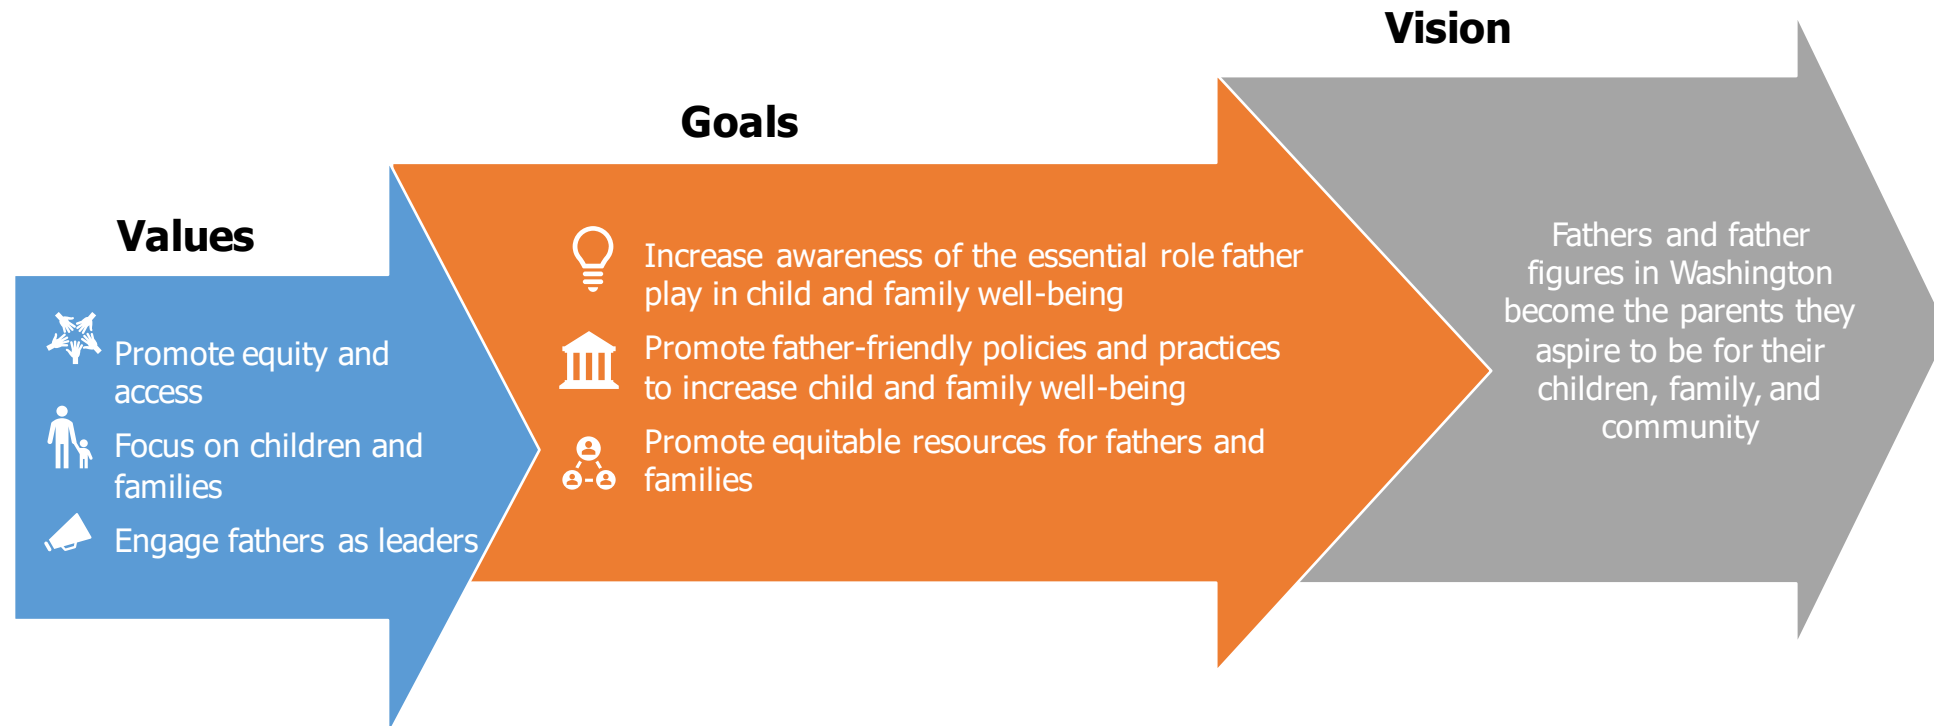 Vision
Goals
Values
Promote equity and
access
Focus on children and
families
Engage fathers as leaders
Increase awareness of the essential role father
play in child and family well-being
Promote father-friendly policies and practices
to increase child and family well-being
Promote equitable resources for fathers and
families
Fathers and father
figures in Washington
become the parents they
aspire to be for their
children, family, and
community